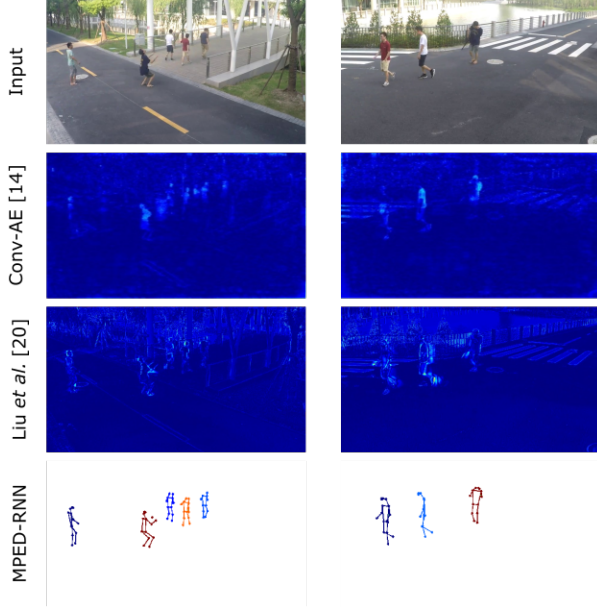 Input
Conv-AE [14]
Liu et al. [20]
MPED-RNN